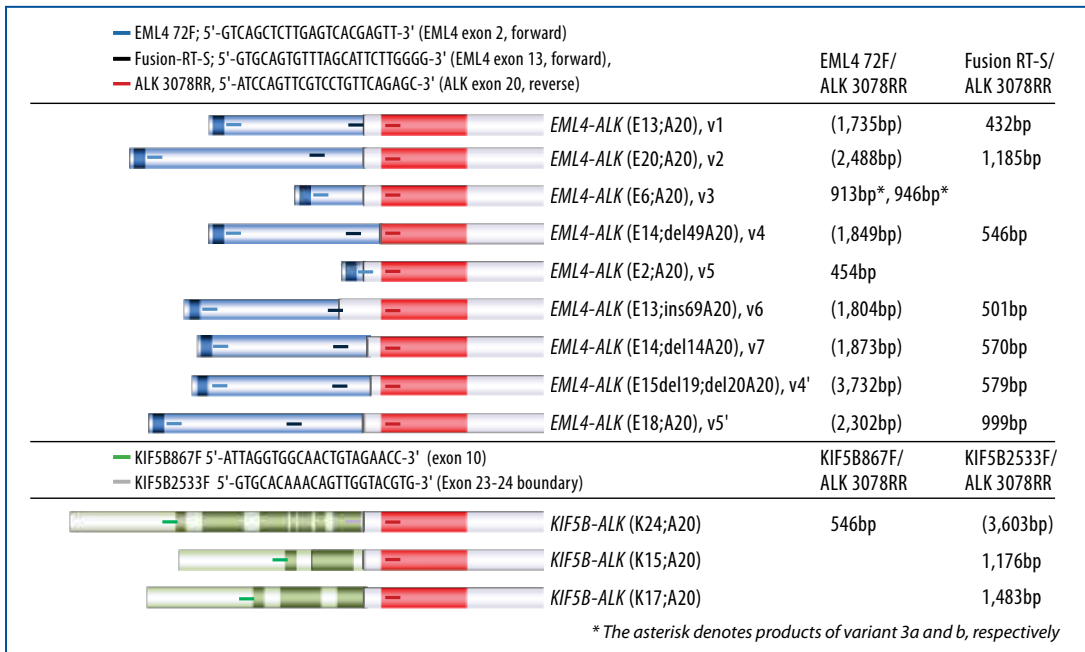 EML4 72F; 5'-GTCAGCTCTTGAGTCACGAGTT-3' (EML4 exon 2, forward)
Fusion-RT-S; 5'-GTGCAGTGTTTAGCATTCTTGGGG-3' (EML4 exon 13, forward),
ALK 3078RR, 5'-ATCCAGTTCGTCCTGTTCAGAGC-3' (ALK exon 20, reverse)
EML4 72F/ ALK 3078RR
Fusion RT-S/ ALK 3078RR
EML4-ALK (E13;A20), v1 (1,735bp) 432bp
EML4-ALK (E20;A20), v2 (2,488bp) 1,185bp
EML4-ALK (E6;A20), v3 913bp*, 946bp*
EML4-ALK (E14;del49A20), v4 (1,849bp) 546bp
EML4-ALK (E2;A20), v5 454bp
EML4-ALK (E13;ins69A20), v6 (1,804bp) 501bp
EML4-ALK (E14;del14A20), v7 (1,873bp) 570bp
EML4-ALK (E15del19;del20A20), v4' (3,732bp) 579bp
EML4-ALK (E18;A20), v5' (2,302bp) 999bp
KIF5B867F 5'-ATTAGGTGGCAACTGTAGAACC-3' (exon 10)
KIF5B2533F 5'-GTGCACAAACAGTTGGTACGTG-3' (Exon 23-24 boundary)
KIF5B867F/ ALK 3078RR
KIF5B2533F/ ALK 3078RR
KIF5B-ALK (K24;A20) 546bp (3,603bp)
KIF5B-ALK (K15;A20) 1,176bp
KIF5B-ALK (K17;A20) 1,483bp
* The asterisk denotes products of variant 3a and b, respectively